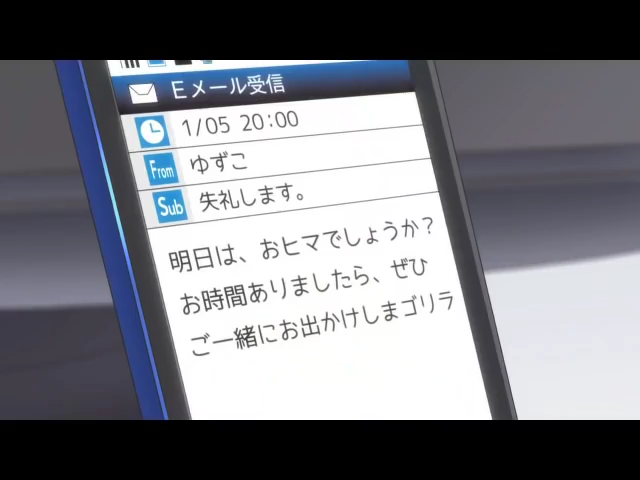 Eメール受信
1/05 20:00
From ゆずこ
Sub 失礼します。
明日は、おヒマでしょうか?
お時間ありましたら、ぜひ
ご一緒にお出かけしまゴリラ